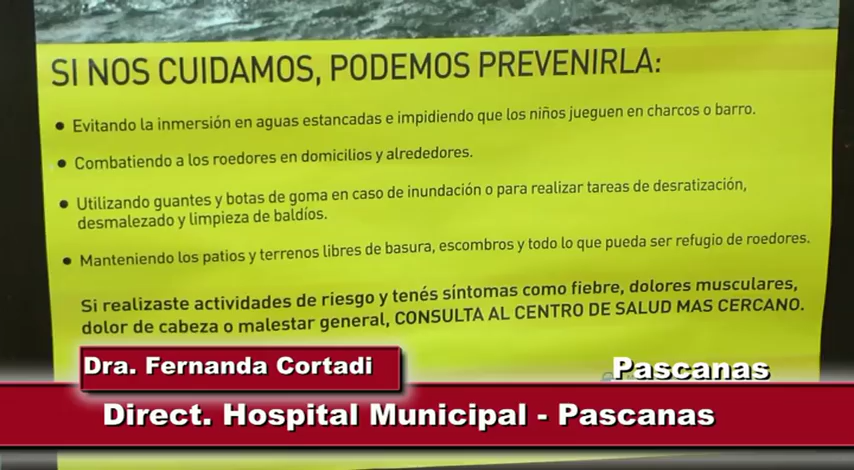 SI NOS CUIDAMOS, PODEMOS PREVENIRLA:
● Evitando la inmersión en aguas estancadas e impidiendo que los niños jueguen en charcos o barro.
● Combatiendo a los roedores en domicilios y alrededores.
● Utilizando guantes y botas de goma en caso de inundación o para realizar tareas de desratización,
desmalezado y limpieza de baldíos.
● Manteniendo los patios y terrenos libres de basura, escombros y todo lo que pueda ser refugio de roedores.
Si realizaste actividades de riesgo y tenés síntomas como fiebre, dolores musculares,
dolor de cabeza o malestar general, CONSULTA AL CENTRO DE SALUD MAS CERCANO.
Dra. Fernanda Cortadi
Pascanas
Direct. Hospital Municipal - Pascanas